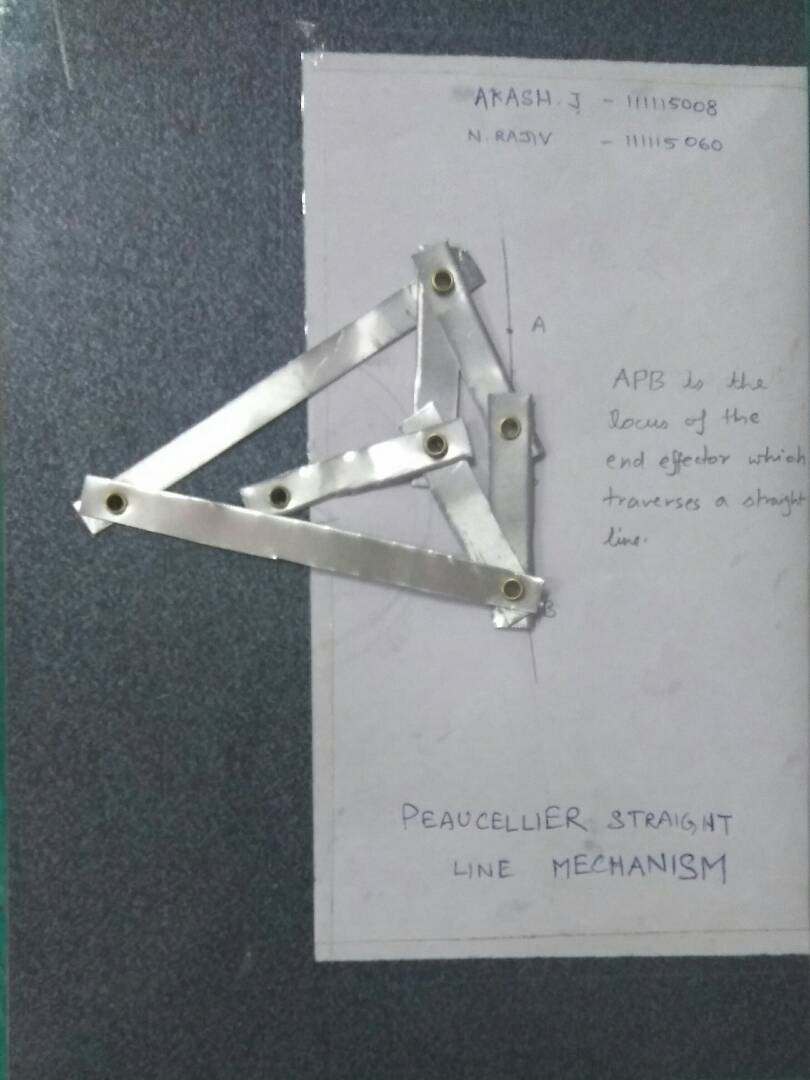 AKASH. J - 111115008
N. RAJIV - 111115060
A
APB is the
locus of the
end effector which
traverses a straight
line.
B
PEAUCELLIER STRAIGHT
LINE MECHANISM